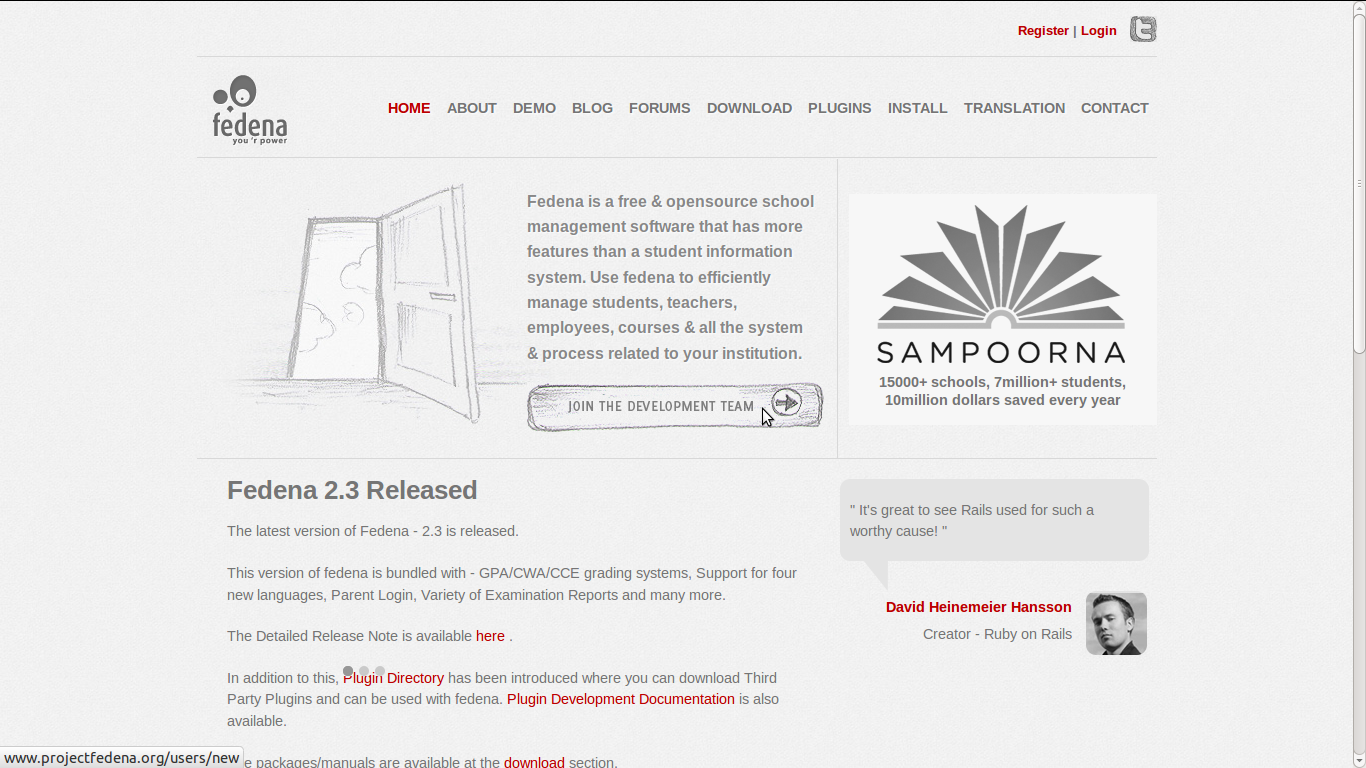 Register | Login
fedena
you 'r power
HOME ABOUT DEMO BLOG FORUMS DOWNLOAD PLUGINS INSTALL TRANSLATION CONTACT
Fedena is a free & opensource school
management software that has more
features than a student information
system. Use fedena to efficiently
manage students, teachers,
employees, courses & all the system
& process related to your institution.
JOIN THE DEVELOPMENT TEAM
SAMPOORNA
15000+ schools, 7million+ students,
10million dollars saved every year
Fedena 2.3 Released
The latest version of Fedena - 2.3 is released.
This version of fedena is bundled with - GPA/CWA/CCE grading systems, Support for four
new languages, Parent Login, Variety of Examination Reports and many more.
The Detailed Release Note is available here .
In addition to this, Plugin Directory has been introduced where you can download Third
Party Plugins and can be used with fedena. Plugin Development Documentation is also
available.
packages/manuals are available at the download section.
" It's great to see Rails used for such a
worthy cause! "
David Heinemeier Hansson
Creator - Ruby on Rails
www.projectfedena.org/users/new